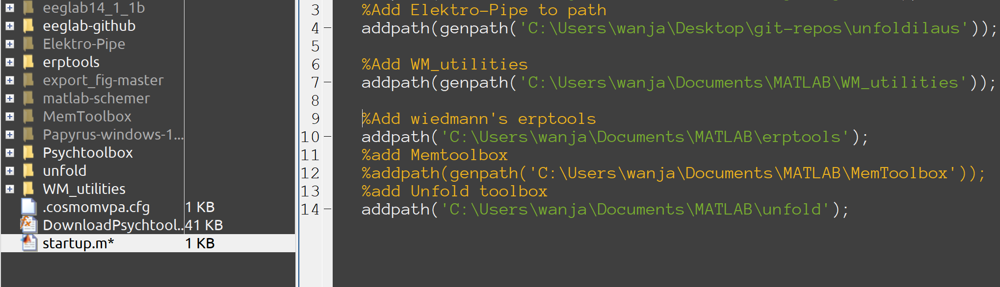 eeglab14_1_1b
eeglab-github
Elektro-Pipe
erptools
export_fig-master
matlab-schemer
MemToolbox
Papyrus-windows-1...
Psychtoolbox
unfold
WM_utilities
.cosmomvpa.cfg 1 KB
DownloadPsychtool... 41 KB
startup.m* 1 KB
3 %Add Elektro-Pipe to path
4 addpath(genpath('C:\Users\wanja\Desktop\git-repos\unfoldilaus'));
5
6 %Add WM_utilities
7 addpath(genpath('C:\Users\wanja\Documents\MATLAB\WM_utilities'));
8
9 %Add wiedmann's erptools
10 addpath('C:\Users\wanja\Documents\MATLAB\erptools');
11 %add Memtoolbox
12 %addpath(genpath('C:\Users\wanja\Documents\MATLAB\MemToolbox'));
13 %add Unfold toolbox
14 addpath('C:\Users\wanja\Documents\MATLAB\unfold');